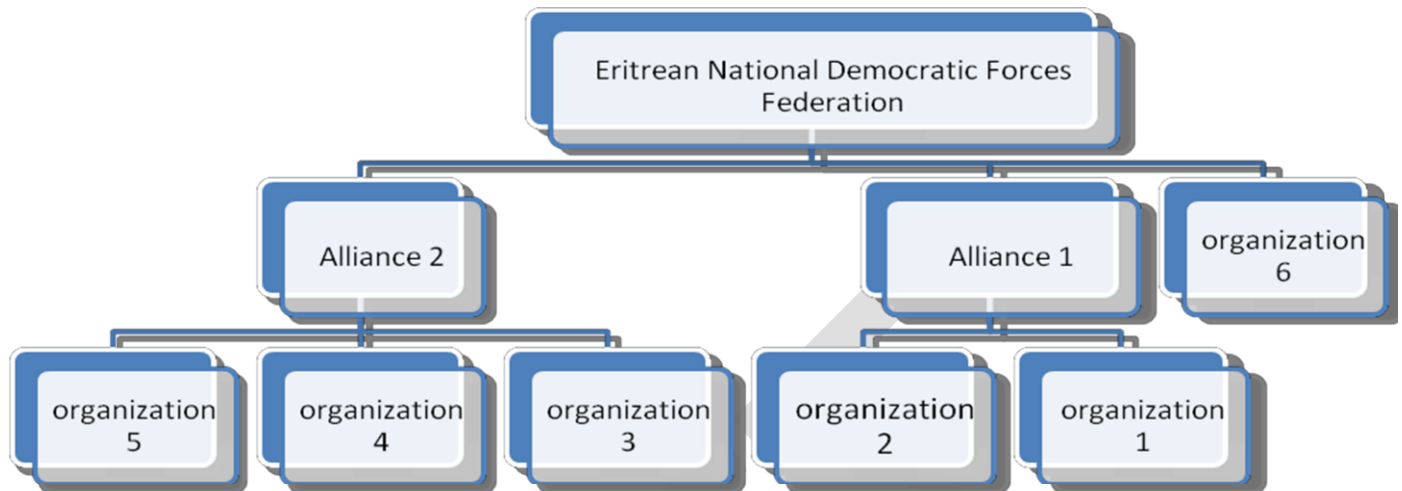 Eritrean National Democratic Forces
Federation
Alliance 2
Alliance 1
organization
6
organization
5
organization
4
organization
3
organization
2
organization
1